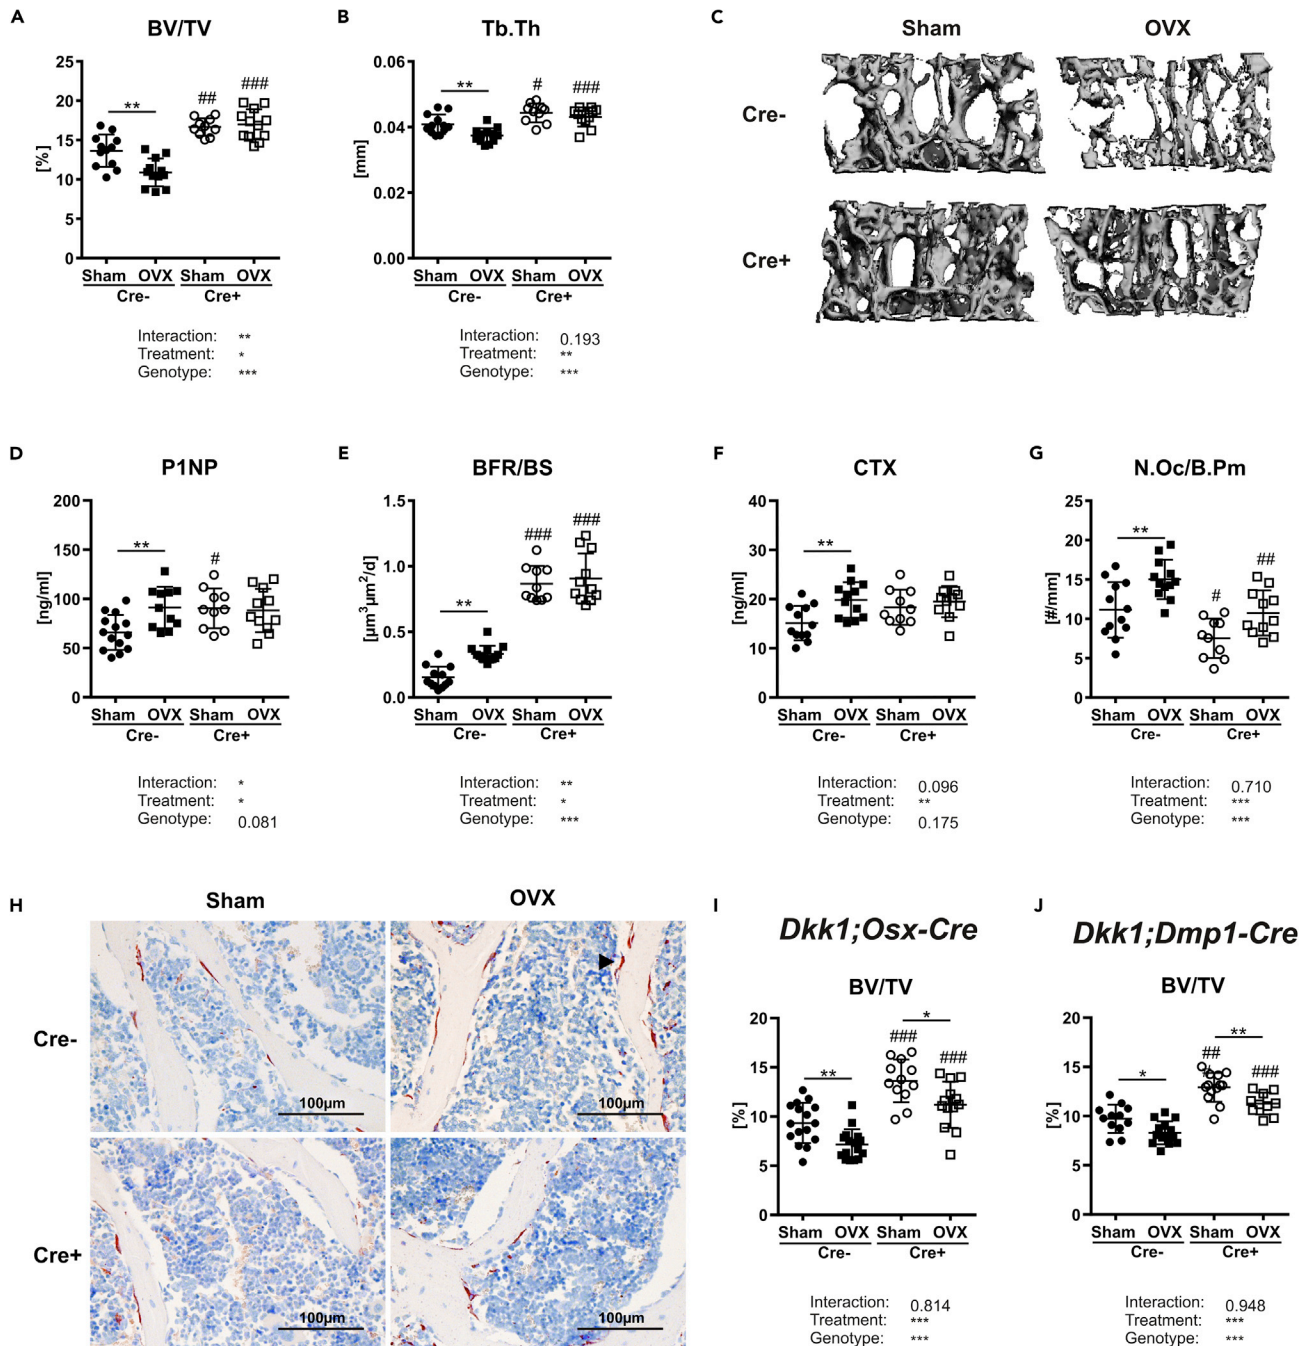 A
BV/TV
##
###
**
25
20
15
10
5
0
[%]
Sham OVX Sham OVX
Cre- Cre+
Interaction: **
Treatment: *
Genotype: ***
B
Tb.Th
**
#
###
0.06
0.04
0.02
0.00
[mm]
Sham OVX Sham OVX
Cre- Cre+
Interaction: 0.193
Treatment: **
Genotype: ***
C
Sham OVX
Cre-
Cre+
D
P1NP
**
#
200
150
100
50
0
[ng/ml]
Sham OVX Sham OVX
Cre- Cre+
Interaction: *
Treatment: *
Genotype: 0.081
E
BFR/BS
**
###
###
1.5
1.0
0.5
0.0
[µm³µm²/d]
Sham OVX Sham OVX
Cre- Cre+
Interaction: **
Treatment: *
Genotype: ***
F
CTX
**
40
30
20
10
0
[ng/ml]
Sham OVX Sham OVX
Cre- Cre+
Interaction: 0.096
Treatment: **
Genotype: 0.175
G
N.Oc/B.Pm
**
#
##
25
20
15
10
5
0
[#/mm]
Sham OVX Sham OVX
Cre- Cre+
Interaction: 0.710
Treatment: ***
Genotype: ***
H
Sham OVX
Cre-
100µm 100µm
Cre+
100µm 100µm
I
Dkk1;Osx-Cre
BV/TV
**
###
*
###
20
15
10
5
0
[%]
Sham OVX Sham OVX
Cre- Cre+
Interaction: 0.814
Treatment: ***
Genotype: ***
J
Dkk1;Dmp1-Cre
BV/TV
*
##
**
###
20
15
10
5
0
[%]
Sham OVX Sham OVX
Cre- Cre+
Interaction: 0.948
Treatment: ***
Genotype: ***